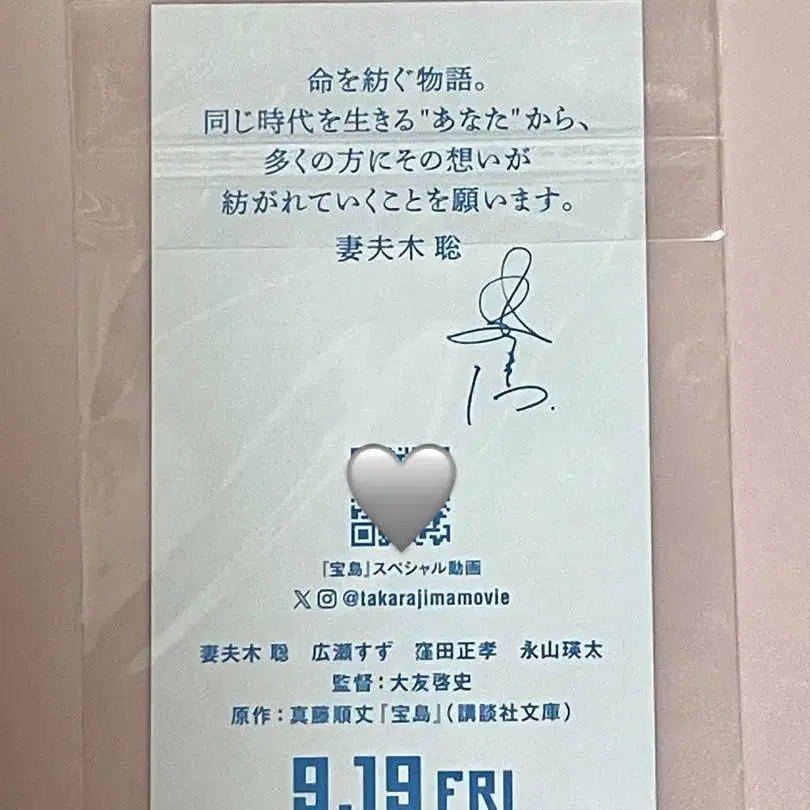 命を紡ぐ物語。
同じ時代を生きる"あなた"から、
多くの方にその想いが
紡がれていくことを願います。
妻夫木 聡
『宝島』スペシャル動画
@takarajimamovie
妻夫木 聡 広瀬すず 窪田正孝 永山瑛太
監督:大友啓史
原作:真藤順丈『宝島』(講談社文庫)
9.19 FRI